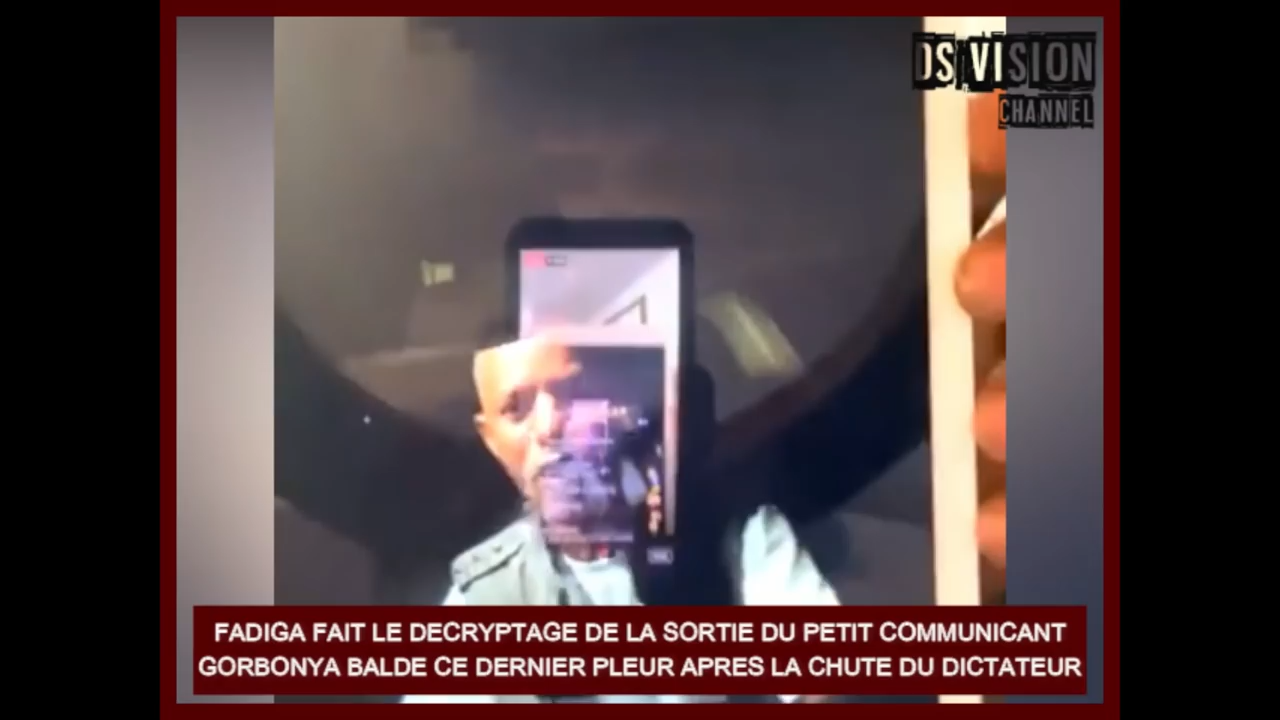 DS VISION
CHANNEL
FADIGA FAIT LE DECRYPTAGE DE LA SORTIE DU PETIT COMMUNICANT
GORBONYA BALDE CE DERNIER PLEUR APRES LA CHUTE DU DICTATEUR